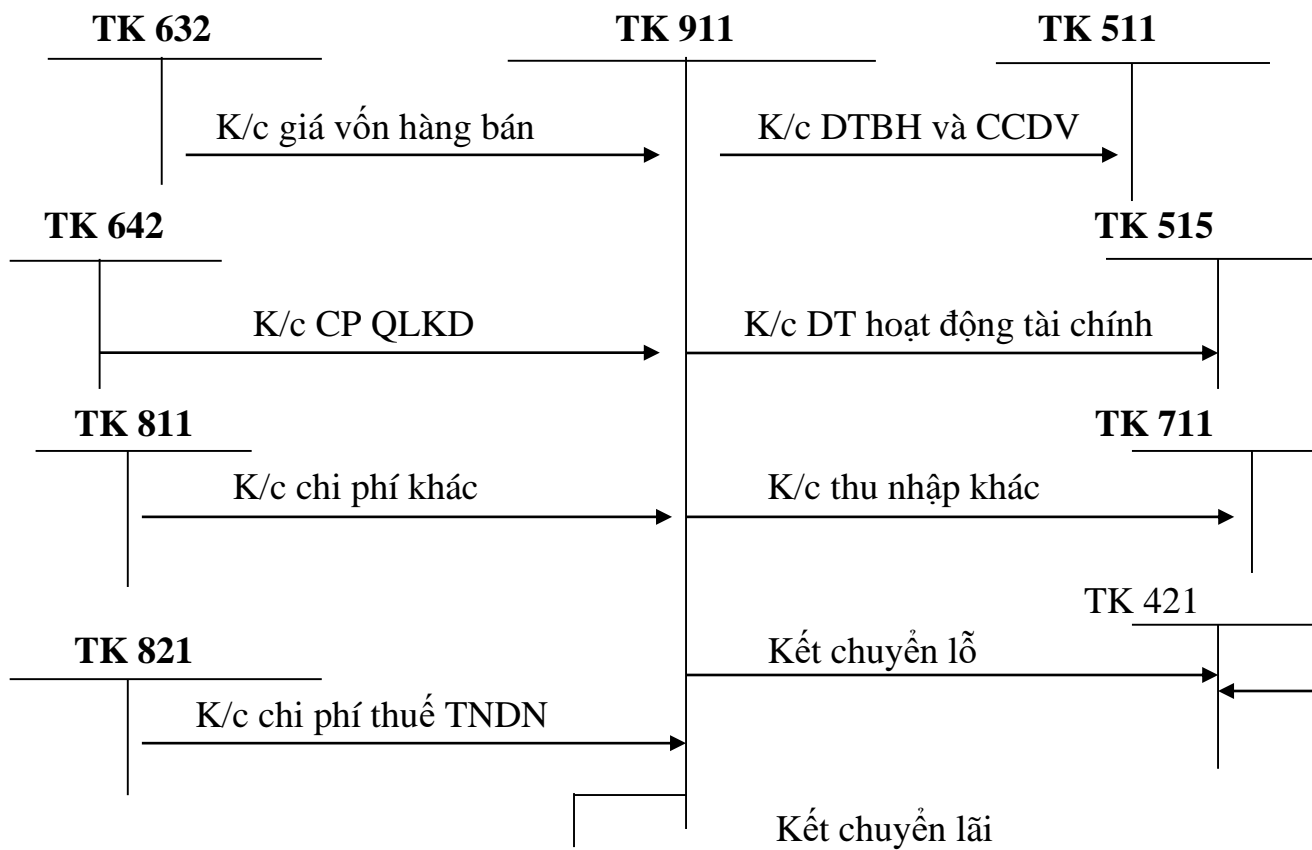 TK 632
TK 911
TK 511
K/c giá vốn hàng bán
K/c DTBH và CCDV
TK 642
TK 515
K/c CP QLKD
K/c DT hoạt động tài chính
TK 811
TK 711
K/c chi phí khác
K/c thu nhập khác
TK 421
TK 821
Kết chuyển lỗ
K/c chi phí thuế TNDN
Kết chuyển lãi